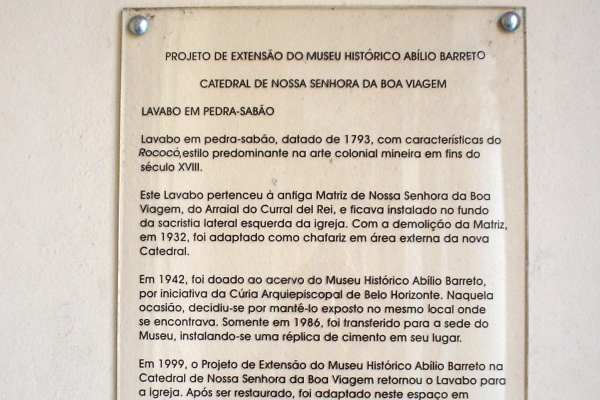 PROJETO DE EXTENSÃO DO MUSEU HISTÓRICO ABÍLIO BARRETO
CATEDRAL DE NOSSA SENHORA DA BOA VIAGEM
LAVABO EM PEDRA-SABÃO
Lavabo em pedra-sabão, datado de 1793, com características do
Rococó, estilo predominante na arte colonial mineira em fins do
século XVIII.
Este Lavabo pertenceu à antiga Matriz de Nossa Senhora da Boa
Viagem, do Arraial do Curral del Rei, e ficava instalado no fundo
da sacristia lateral esquerda da igreja. Com a demolição da Matriz,
em 1932, foi adaptado como chafariz em área externa da nova
Catedral.
Em 1942, foi doado ao acervo do Museu Histórico Abílio Barreto,
por iniciativa da Cúria Arquiepiscopal de Belo Horizonte. Naquela
ocasião, decidiu-se por mantê-lo exposto no mesmo local onde
se encontrava. Somente em 1986, foi transferido para a sede do
Museu, instalando-se uma réplica de cimento em seu lugar.
Em 1999, o Projeto de Extensão do Museu Histórico Abílio Barreto na
Catedral de Nossa Senhora da Boa Viagem retornou o Lavabo para
a igreja. Após ser restaurado, foi adaptado neste espaço em